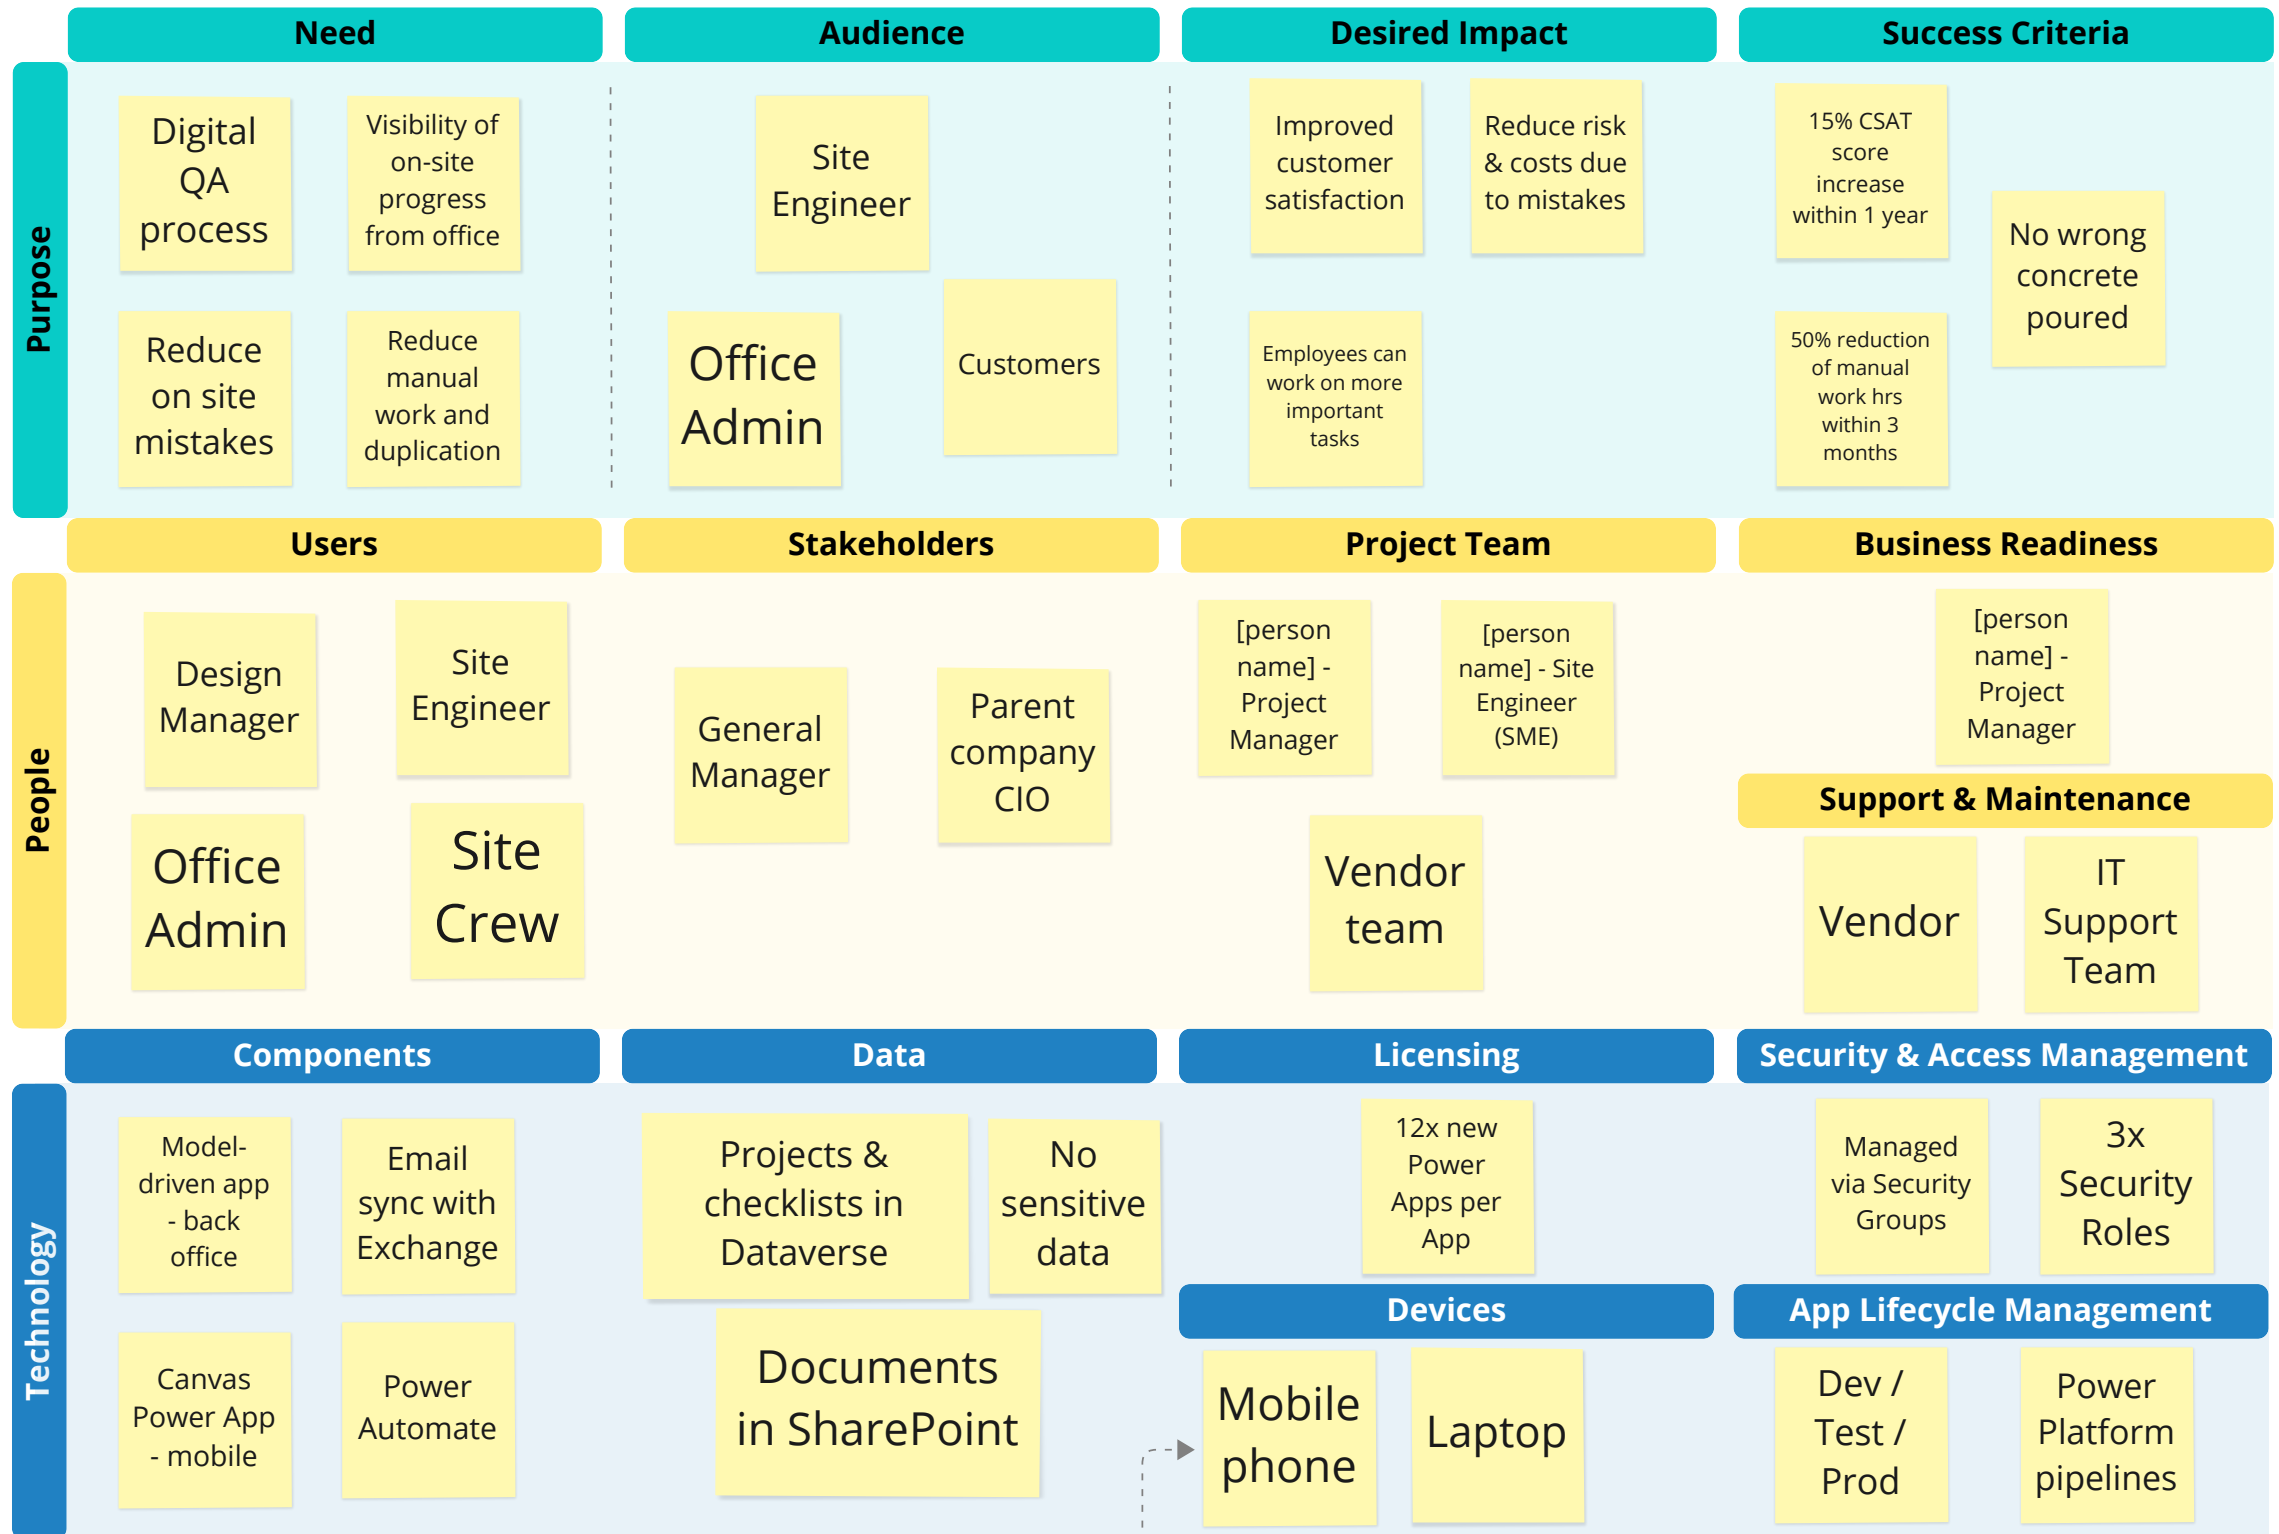 Need
Audience
Desired Impact
Success Criteria
Purpose
Digital
QA
process
Visibility of
on-site
progress
from office
Reduce
on site
mistakes
Reduce
manual
work and
duplication
Site
Engineer
Office
Admin
Customers
Improved
customer
satisfaction
Reduce risk
& costs due
to mistakes
Employees can
work on more
important
tasks
15% CSAT
score
increase
within 1 year
No wrong
concrete
poured
50% reduction
of manual
work hrs
within 3
months
Users
Stakeholders
Project Team
Business Readiness
People
Design
Manager
Site
Engineer
Office
Admin
Site
Crew
General
Manager
Parent
company
CIO
[person
name] -
Project
Manager
[person
name] - Site
Engineer
(SME)
Vendor
team
[person
name] -
Project
Manager
Support & Maintenance
Vendor
IT
Support
Team
Components
Data
Licensing
Security & Access Management
Technology
Model-
driven app
- back
office
Email
sync with
Exchange
Canvas
Power App
- mobile
Power
Automate
Projects &
checklists in
Dataverse
No
sensitive
data
Documents
in SharePoint
12x new
Power
Apps per
App
Devices
Mobile
phone
Laptop
Managed
via Security
Groups
3x
Security
Roles
App Lifecycle Management
Dev /
Test /
Prod
Power
Platform
pipelines